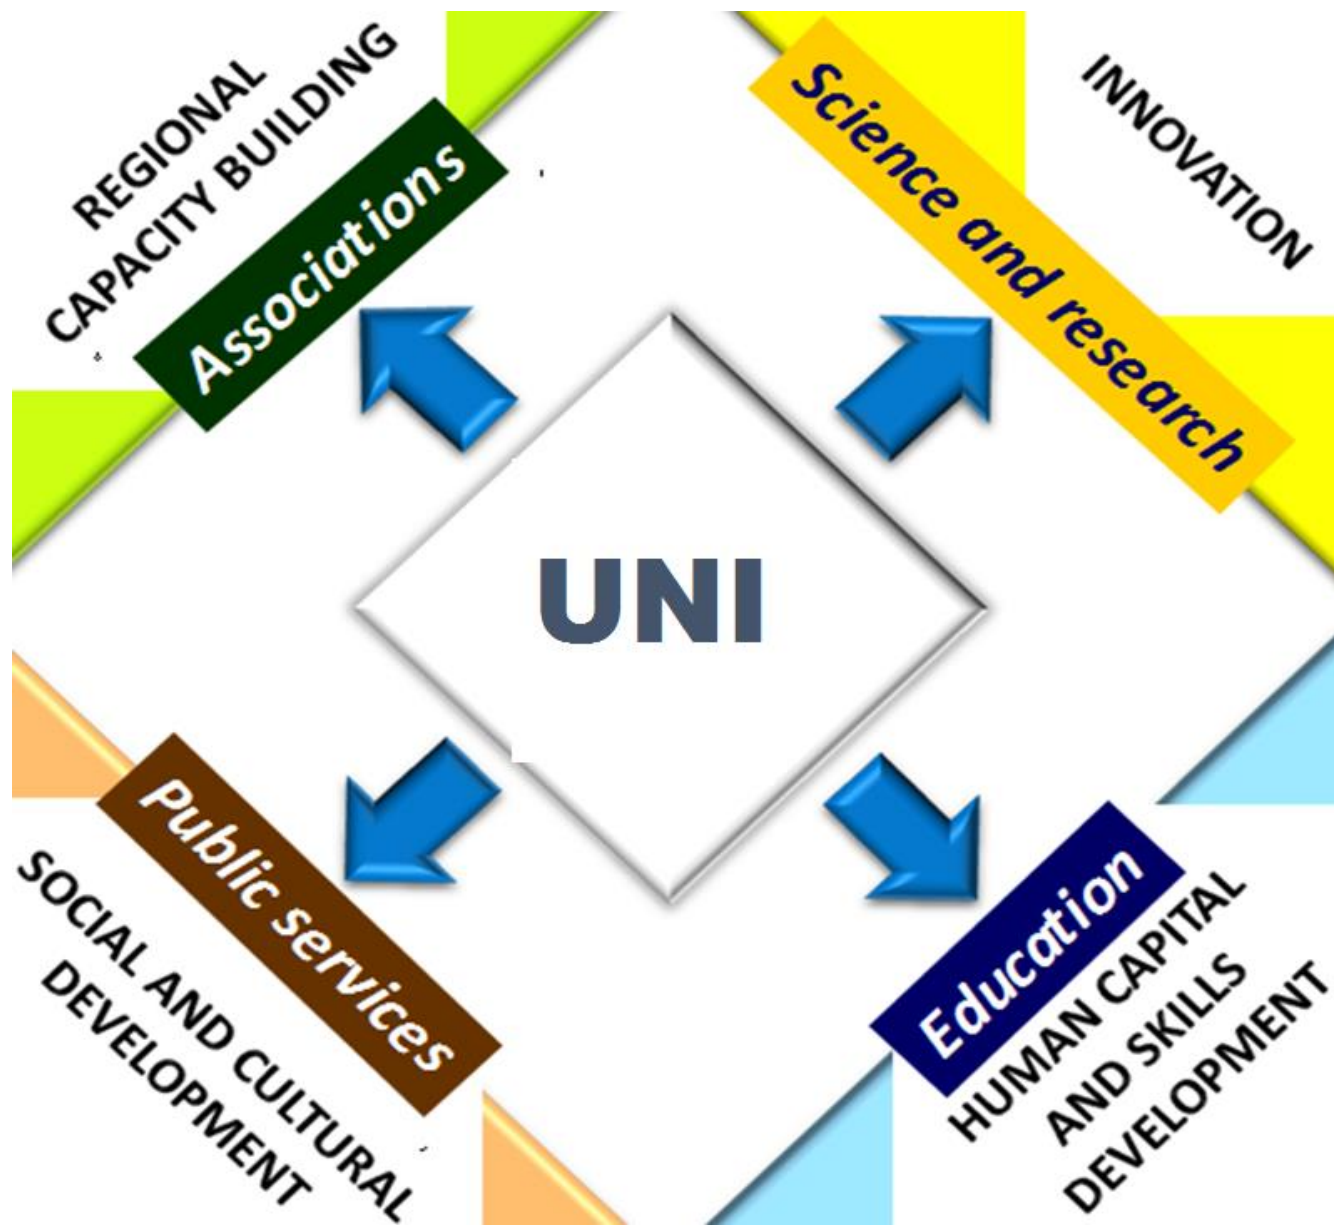 REGIONAL
CAPACITY BUILDING
Associations
Science and research
INNOVATION
UNI
Public services
SOCIAL AND CULTURAL
DEVELOPMENT
Education
HUMAN CAPITAL
AND SKILLS
DEVELOPMENT